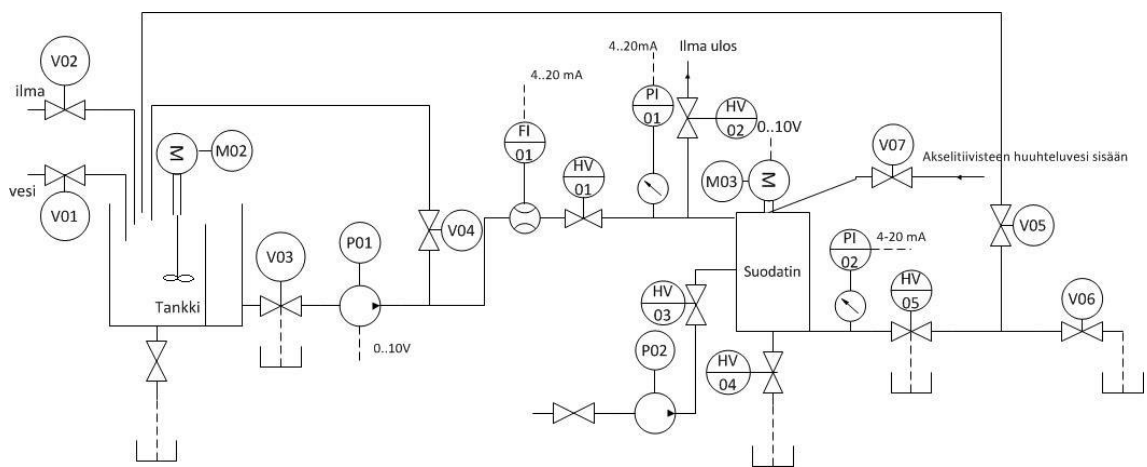 V02
ilma
vesi
V01
M
M02
Tankki
V03
P01
0..10V
V04
4..20 mA
FI
01
HV
01
4..20mA
PI
01
Ilma ulos
HV
02
0..10V
M03
M
V07
Akselitiivisteen huuhteluvesi sisään
Suodatin
PI
02
4-20 mA
HV
03
P02
HV
04
HV
05
V05
V06